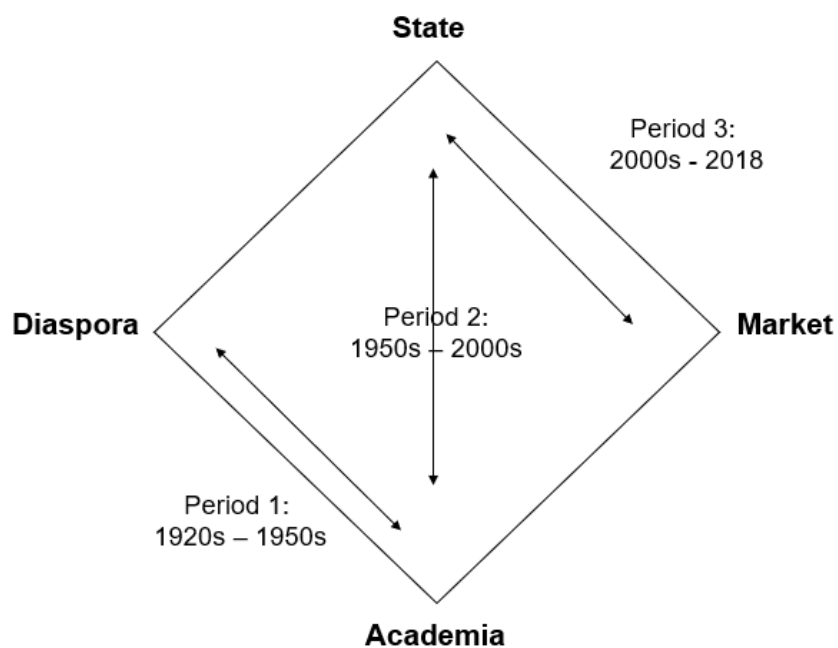 State
Period 3:
2000s - 2018
Diaspora
Period 2:
1950s – 2000s
Market
Period 1:
1920s – 1950s
Academia